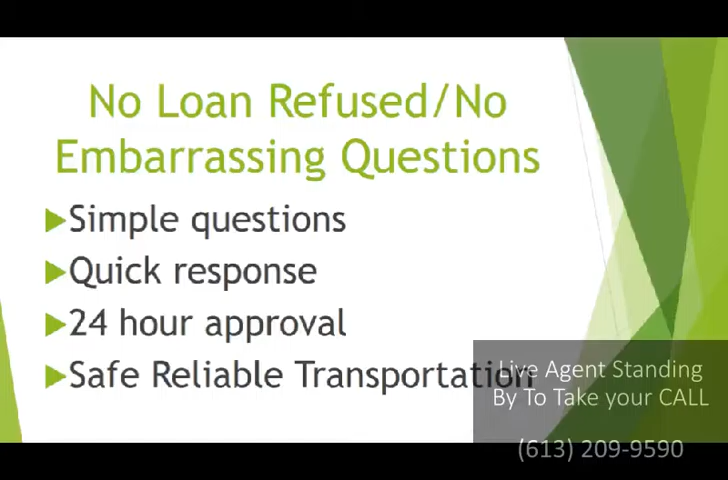 No Loan Refused/No
Embarrassing Questions
Simple questions
Quick response
24 hour approval
Safe Reliable Transportation
Live Agent Standing
By To Take your CALL
(613) 209-9590